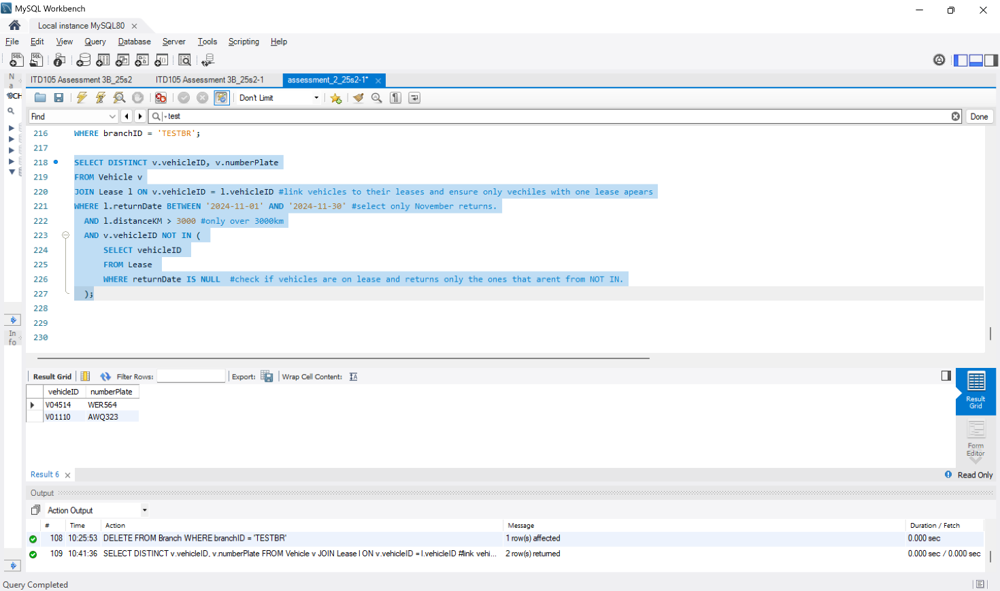 MySQL Workbench
Local instance MySQL80
File Edit View Query Database Server Tools Scripting Help
N
a
ITD105 Assessment 3B_25s2
ITD105 Assessment 3B_25s2-1
assessment_2_25s2-1*
Don't Limit
Find
test
Done
216 WHERE branchID = 'TESTBR';
217
218 SELECT DISTINCT v.vehicleID, v.numberPlate
219 FROM Vehicle v
220 JOIN Lease l ON v.vehicleID = l.vehicleID #link vehicles to their leases and ensure only vechiles with one lease apears
221 WHERE l.returnDate BETWEEN '2024-11-01' AND '2024-11-30' #select only November returns.
222 AND l.distanceKM > 3000 #only over 3000km
223 AND v.vehicleID NOT IN (
224 SELECT vehicleID
225 FROM Lease
226 WHERE returnDate IS NULL #check if vehicles are on lease and returns only the ones that arent from NOT IN.
227 );
228
229
230
In
fo
Result Grid Filter Rows: Export: Wrap Cell Content:
vehicleID numberPlate
V04514 WER564
V01110 AWQ323
Result
Grid
Form
Editor
Result 6
Read Only
Output
Action Output
# Time Action Message Duration / Fetch
108 10:25:53 DELETE FROM Branch WHERE branchID = 'TESTBR' 1 row(s) affected 0.000 sec
109 10:41:36 SELECT DISTINCT v.vehicleID, v.numberPlate FROM Vehicle v JOIN Lease l ON v.vehicleID = l.vehicleID #link vehi... 2 row(s) returned 0.000 sec / 0.000 sec
Query Completed